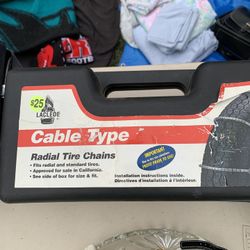 $25
LACLEDE
Cable Type
Radial Tire Chains
• Fits radial and standard tires.
• Approved for sale in California.
• See side of box for size & fit.
IMPORTANT
Installation instructions inside.
Directives d'installation à l'intérieur.